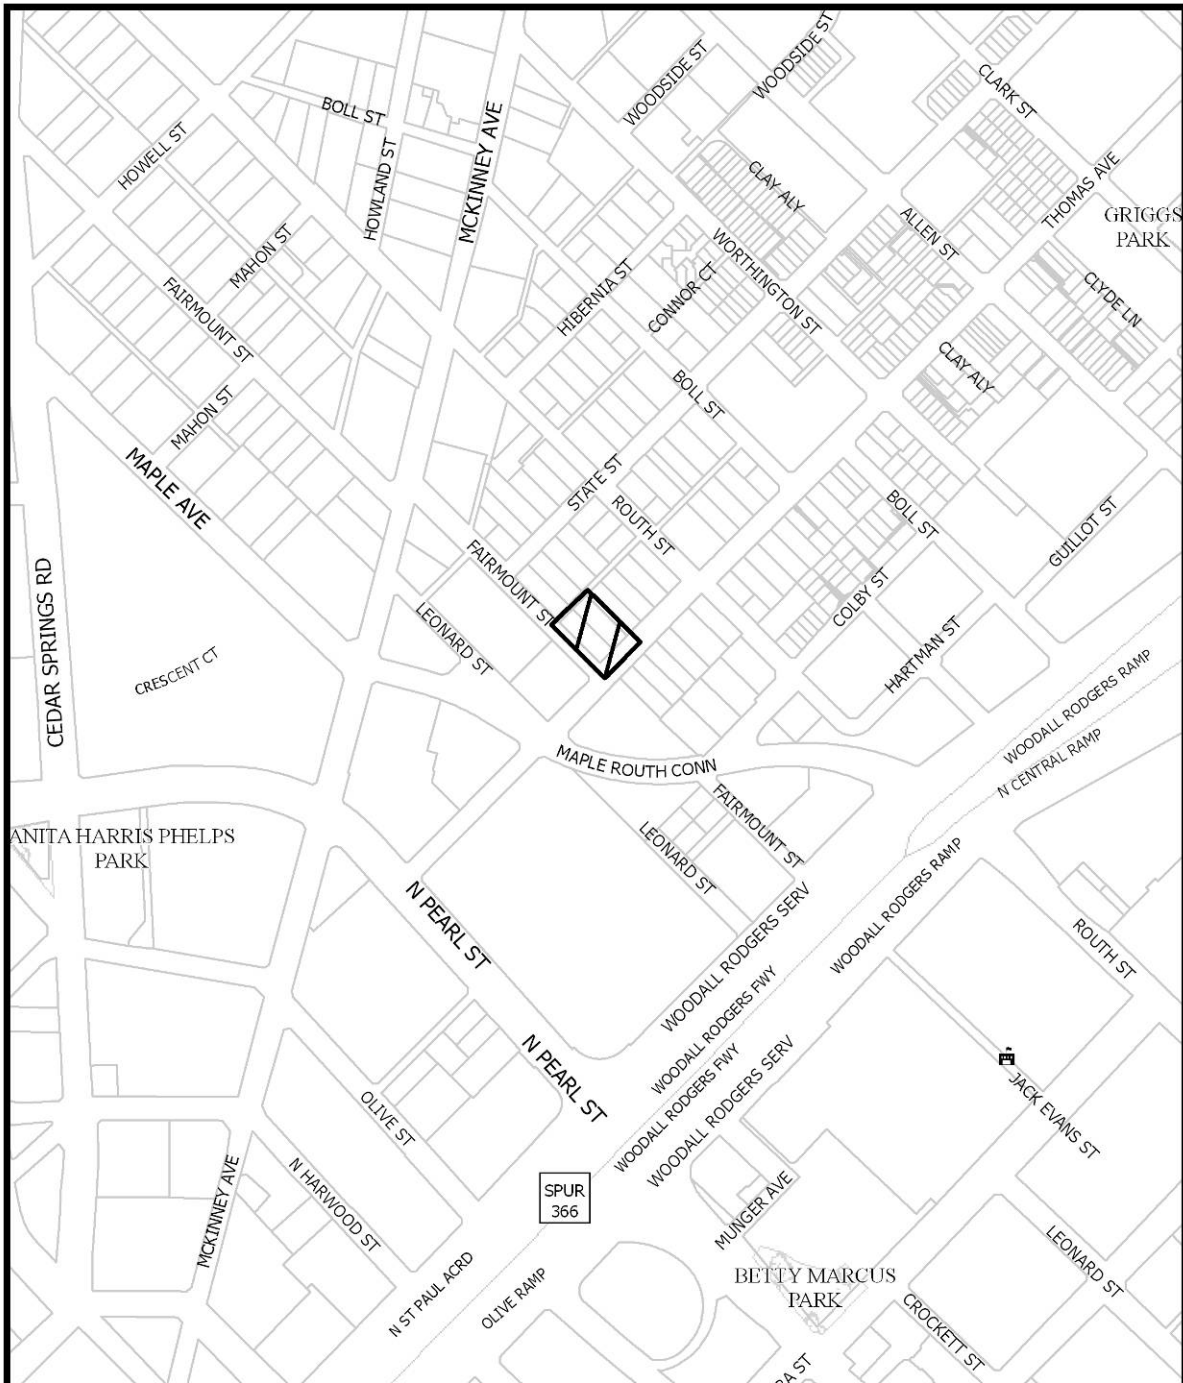 WOODSIDE ST
WOODSIDE ST
CLARK ST
BOLL ST
HOWELL ST
HOWLAND ST
MCKINNEY AVE
CLAY ALY
THOMAS AVE
GRIGGS
PARK
ALLEN ST
MAHON ST
WORTHINGTON ST
HIBERNIA ST
CONNOR CT
CLYDE LN
FAIRMOUNT ST
CLAY ALY
BOLL ST
MAHON ST
MAPLE AVE
STATE ST
ROUTH ST
BOLL ST
GUILLOT ST
FAIRMOUNT ST
COLBY ST
CEDAR SPRINGS RD
LEONARD ST
HARTMAN ST
CRESCENT CT
WOODALL RODGERS RAMP
N CENTRAL RAMP
MAPLE ROUTH CONN
FAIRMOUNT ST
LEONARD ST
ANITA HARRIS PHELPS
PARK
N PEARL ST
WOODALL RODGERS SERV
WOODALL RODGERS RAMP
ROUTH ST
WOODALL RODGERS FWY
N PEARL ST
WOODALL RODGERS FWY
WOODALL RODGERS SERV
JACK EVANS ST
OLIVE ST
N HARWOOD ST
MCKINNEY AVE
SPUR
366
MUNGER AVE
N ST PAUL ACRD
OLIVE RAMP
BETTY MARCUS
PARK
LEONARD ST
CROCKETT ST
RA ST